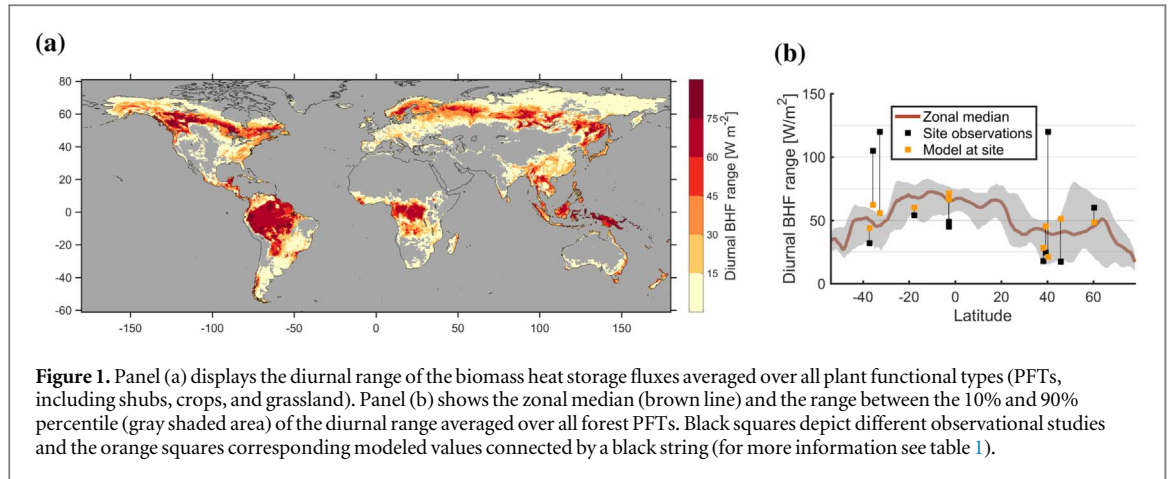 (a)
80
60
40
20
0
-20
-40
-60
-150
-100
-50
0
50
100
150
75
60
45
30
15
Diurnal BHF range [W m-2]
(b)
150
100
50
0
Diurnal BHF range [W/m2]
Zonal median
Site observations
Model at site
-40
-20
0
20
40
60
Latitude
Figure 1. Panel (a) displays the diurnal range of the biomass heat storage fluxes averaged over all plant functional types (PFTs,
including shubs, crops, and grassland). Panel (b) shows the zonal median (brown line) and the range between the 10% and 90%
percentile (gray shaded area) of the diurnal range averaged over all forest PFTs. Black squares depict different observational studies
and the orange squares corresponding modeled values connected by a black string (for more information see table 1).